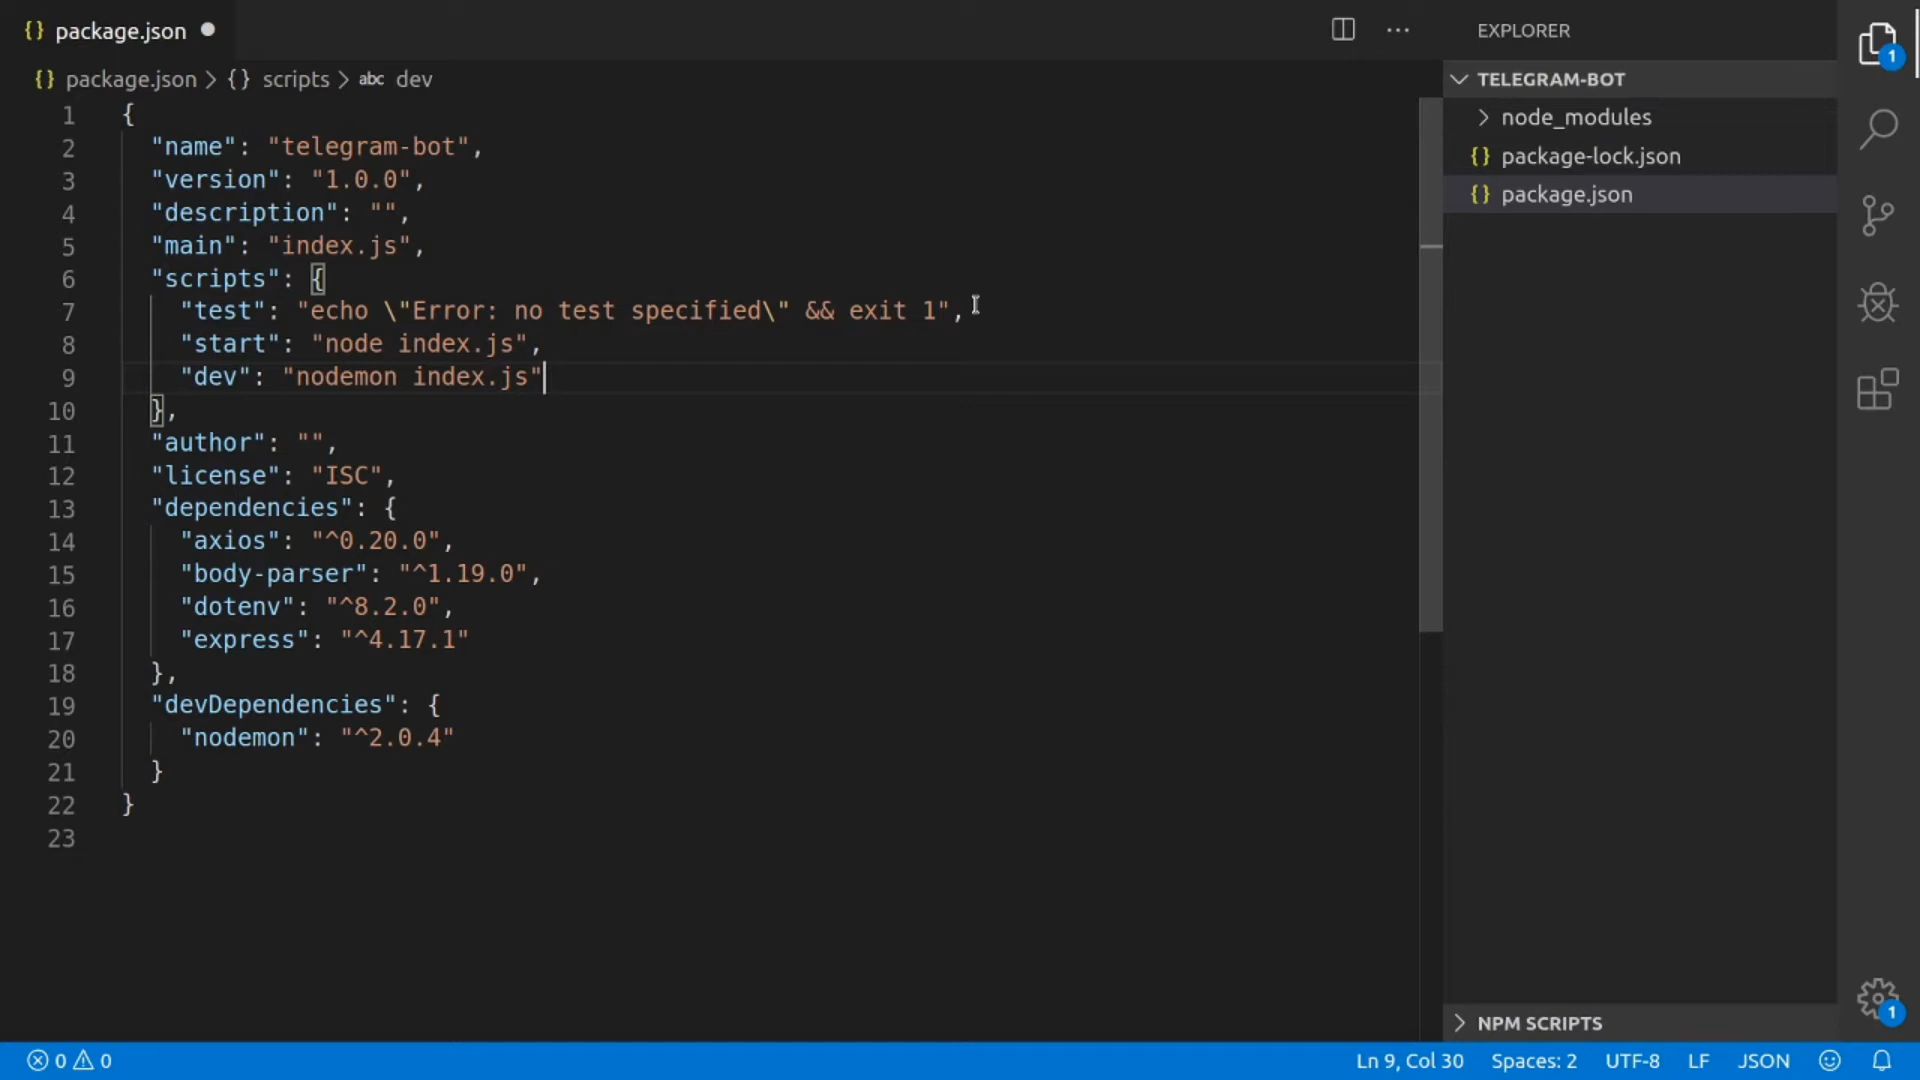 {} package.json ●
{} package.json > {} scripts > abc dev
1 {
2   "name": "telegram-bot",
3   "version": "1.0.0",
4   "description": "",
5   "main": "index.js",
6   "scripts": {
7     "test": "echo \"Error: no test specified\" && exit 1",
8     "start": "node index.js",
9     "dev": "nodemon index.js"
10   },
11   "author": "",
12   "license": "ISC",
13   "dependencies": {
14     "axios": "^0.20.0",
15     "body-parser": "^1.19.0",
16     "dotenv": "^8.2.0",
17     "express": "^4.17.1"
18   },
19   "devDependencies": {
20     "nodemon": "^2.0.4"
21   }
22 }
23
EXPLORER
TELEGRAM-BOT
node_modules
{} package-lock.json
{} package.json
NPM SCRIPTS
1
1
0 0
Ln 9, Col 30 Spaces: 2 UTF-8 LF JSON